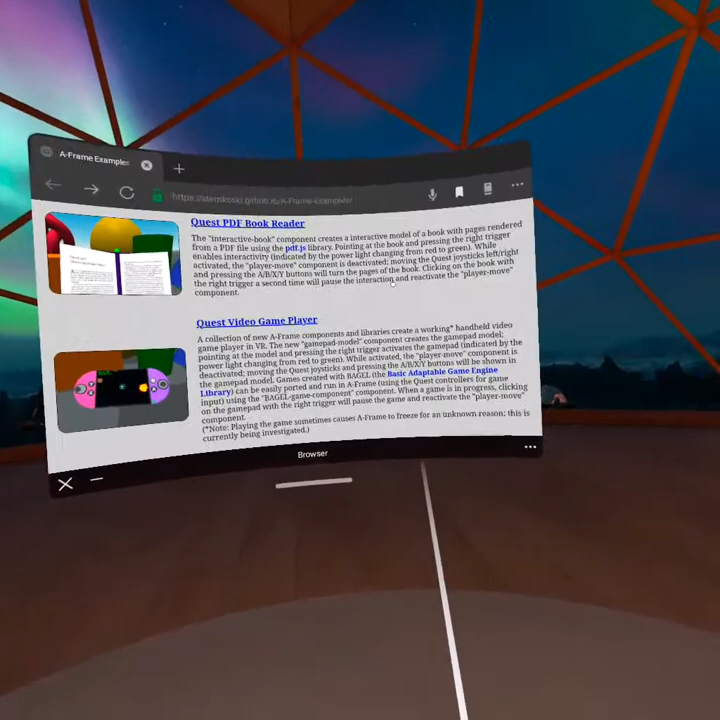 A-Frame Examples
https://stemkoski.github.io/A-Frame-Examples/
Quest PDF Book Reader
The "interactive-book" component creates a interactive model of a book with pages rendered
from a PDF file using the pdf.js library. Pointing at the book and pressing the right trigger
enables interactivity (indicated by the power light changing from red to green). While
activated, the "player-move" component is deactivated; moving the Quest joysticks left/right
and pressing the A/B/X/Y buttons will turn the pages of the book. Clicking on the book with
the right trigger a second time will pause the interaction and reactivate the "player-move"
component.
Quest Video Game Player
A collection of new A-Frame components and libraries create a working* handheld video
game player in VR. The new "gamepad-model" component creates the gamepad model;
pointing at the model and pressing the right trigger activates the gamepad (indicated by the
power light changing from red to green). While activated, the "player-move" component is
deactivated; moving the Quest joysticks and pressing the A/B/X/Y buttons will be shown in
the gamepad model. Games created with BAGEL (the Basic Adaptable Game Engine
Library) can be easily ported and run in A-Frame (using the Quest controllers for game
input) using the "BAGEL-game-component" component. When a game is in progress, clicking
on the gamepad with the right trigger will pause the game and reactivate the "player-move"
component.
(*Note: Playing the game sometimes causes A-Frame to freeze for an unknown reason; this is
currently being investigated.)
Browser